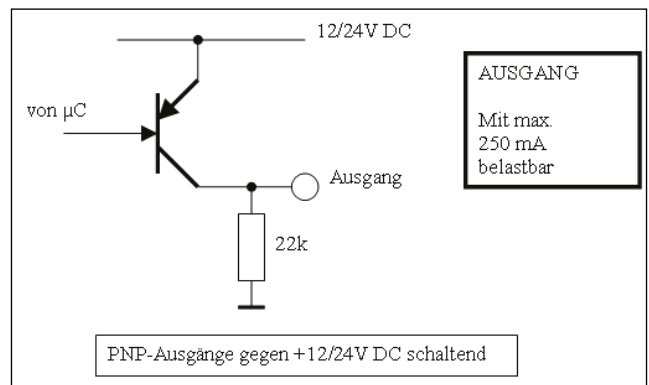 12/24V DC
AUSGANG
Mit max.
250 mA
belastbar
von µC
Ausgang
22k
PNP-Ausgänge gegen +12/24V DC schaltend